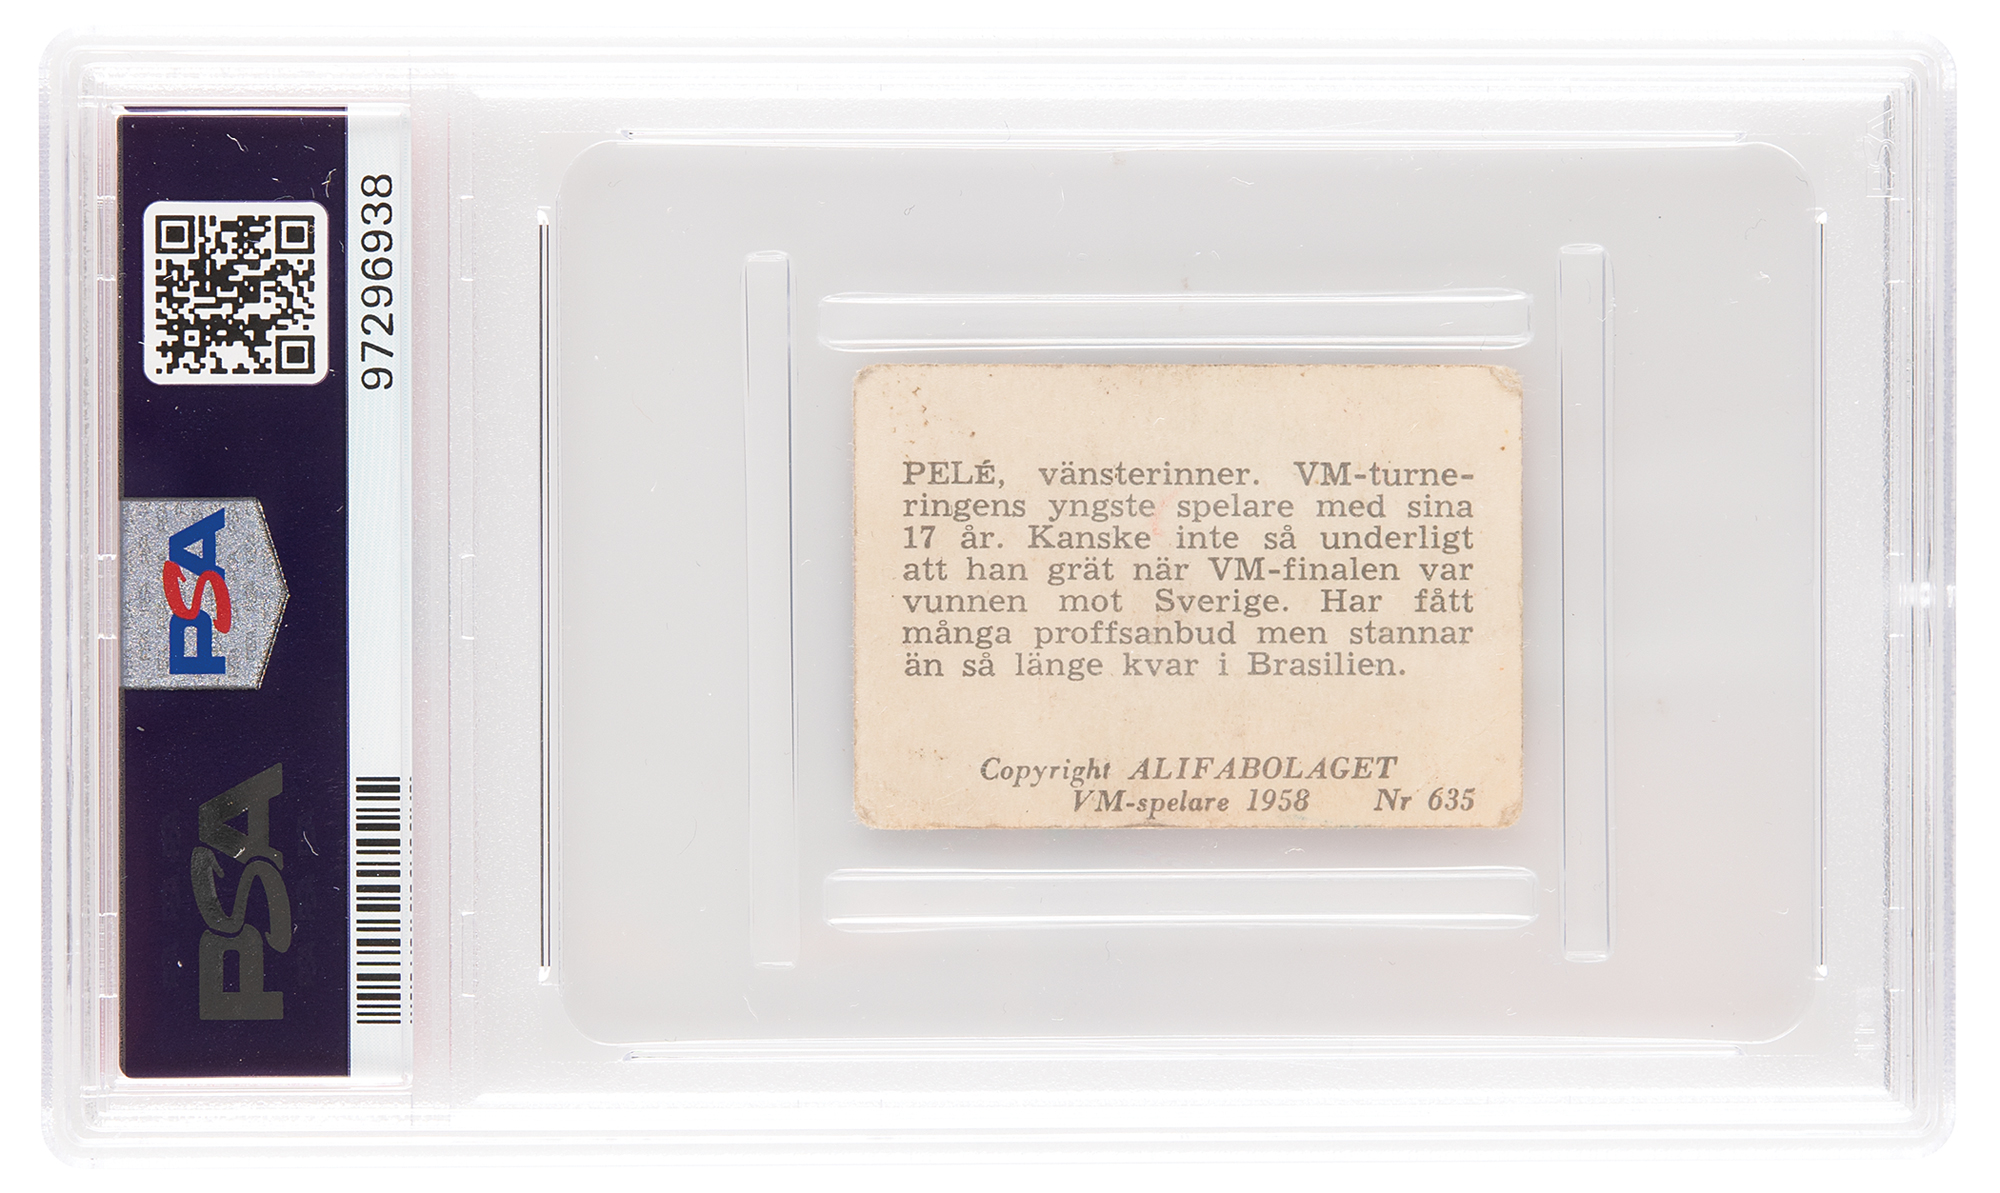 97296938
PSA
PSA
PELÉ, vänsterinner. VM-turne-
ringens yngste spelare med sina
17 år. Kanske inte så underligt
att han grät när VM-finalen var
vunnen mot Sverige. Har fått
många proffsanbud men stannar
än så länge kvar i Brasilien.
Copyright ALIFABOLAGET
VM-spelare 1958 Nr 635
PSA